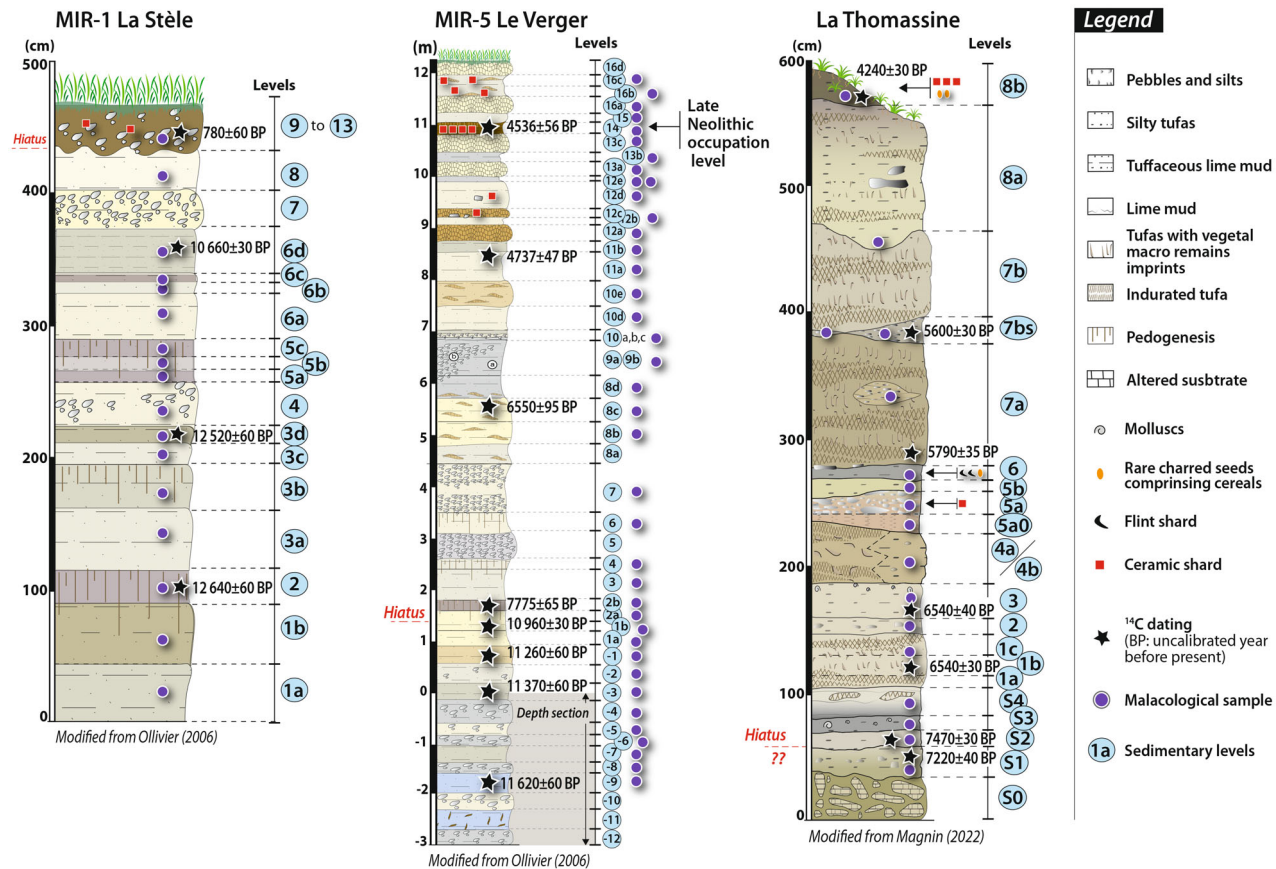 MIR-1 La Stèle
(cm)
500
Levels
780±60 BP
9 to 13
Hiatus
8
400
7
10 660±30 BP
6d
6c
6b
300
6a
5c
5b
5a
4
12 520±60 BP
3d
200
3c
3b
3a
100
12 640±60 BP
2
1b
1a
0
Modified from Ollivier (2006)
MIR-5 Le Verger
(m)
Levels
12
16d
16c
16b
16a
15
11
4536±56 BP
14
13c
Late
Neolithic
occupation
level
13b
10
13a
12e
12d
9
12c
12b
12a
4737±47 BP
11b
8
11a
10e
10d
7
10 a,b,c
b
a
9a 9b
6
8d
6550±95 BP
8c
5
8b
8a
4
7
6
3
5
4
2
3
7775±65 BP
2b
Hiatus
2a
10 960±30 BP
1b
1
1a
11 260±60 BP
-1
-2
0
11 370±60 BP
-3
Depth section
-4
-5
-1
-6
-7
-8
-2
11 620±60 BP
-9
-10
-11
-3
-12
Modified from Ollivier (2006)
La Thomassine
(cm)
600
4240±30 BP
8b
8a
500
7b
400
5600±30 BP
7bs
7a
300
5790±35 BP
6
5b
5a
5a0
4a
4b
200
6540±40 BP
3
2
1c
6540±30 BP
1b
1a
100
S4
S3
Hiatus
7470±30 BP
S2
??
7220±40 BP
S1
S0
0
Modified from Magnin (2022)
Legend
Pebbles and silts
Silty tufas
Tuffaceous lime mud
Lime mud
Tufas with vegetal
macro remains
imprints
Indurated tufa
Pedogenesis
Altered susbtrate
Molluscs
Rare charred seeds
comprinsing cereals
Flint shard
Ceramic shard
14C dating
(BP: uncalibrated year
before present)
Malacological sample
1a Sedimentary levels